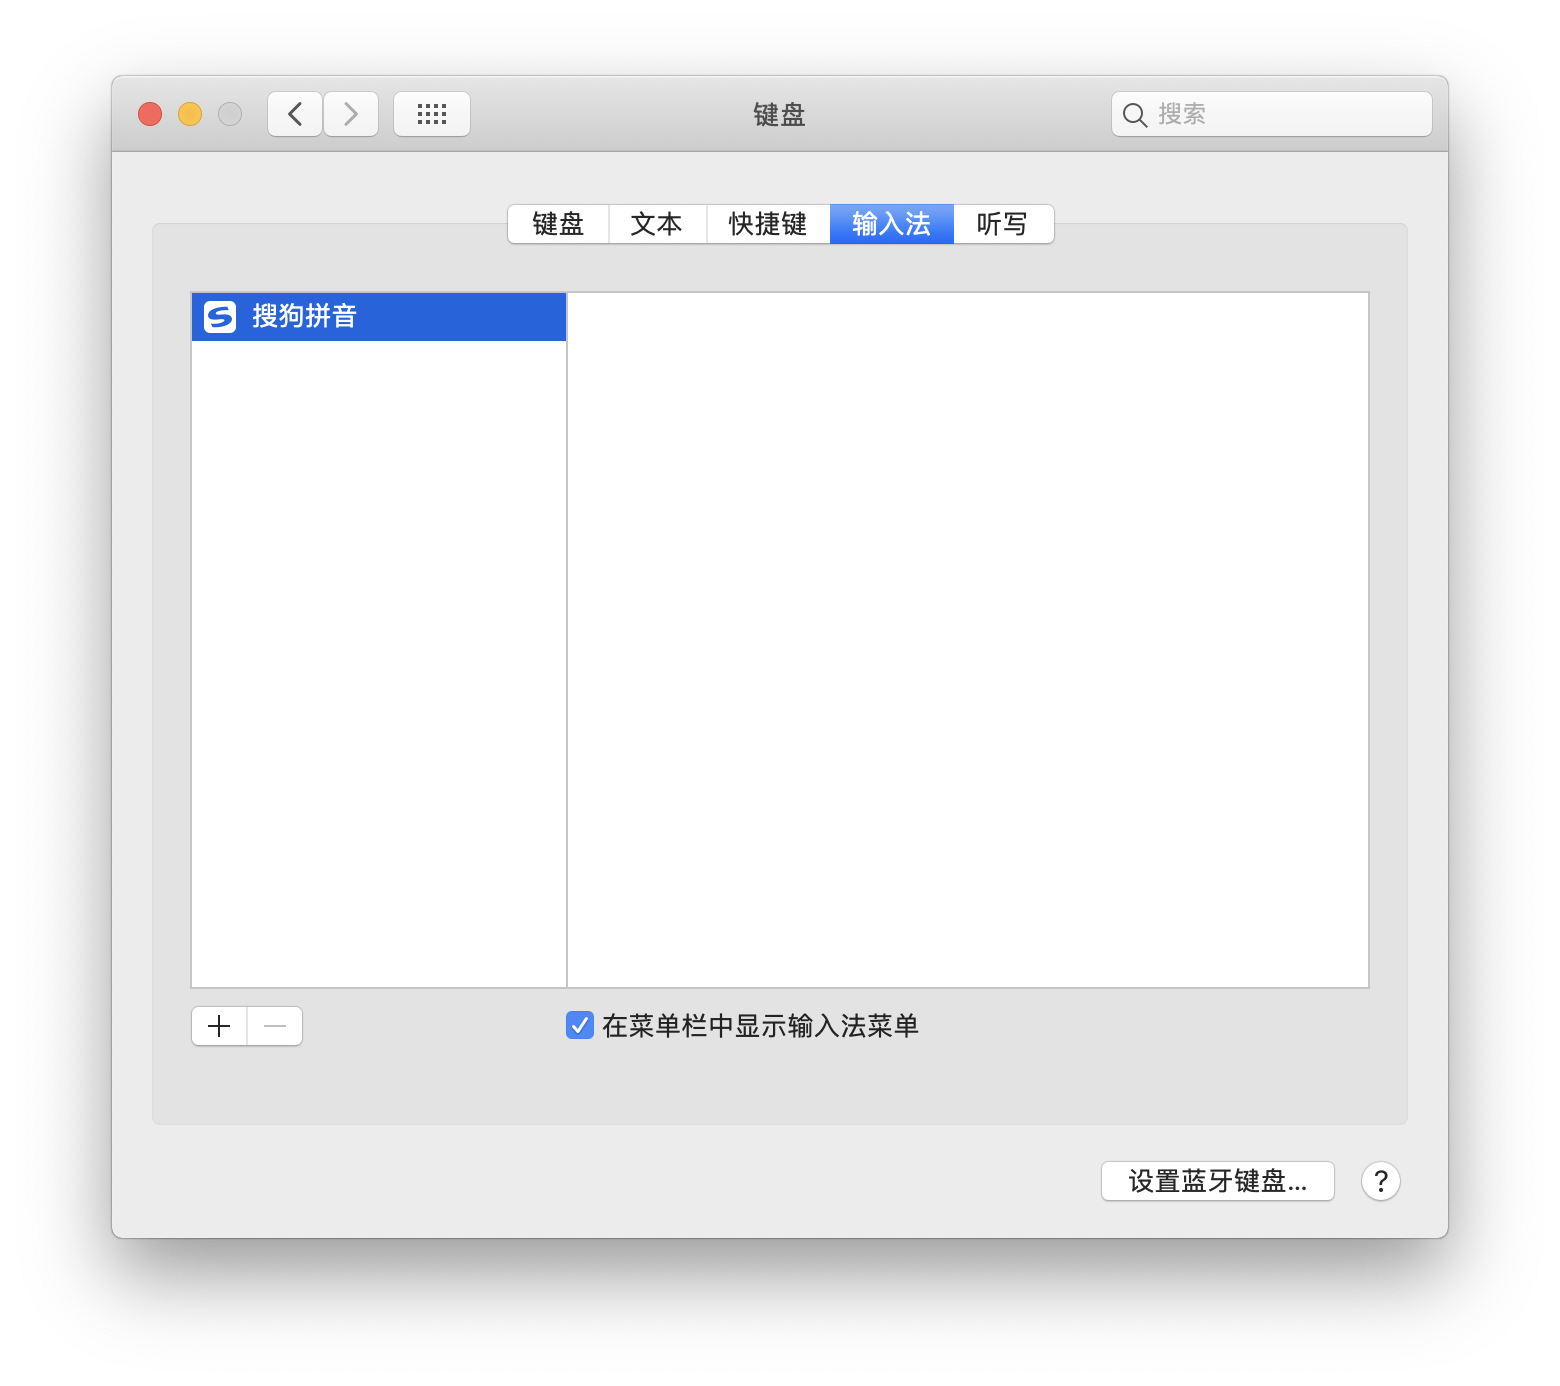 键盘
搜索
键盘 文本 快捷键 输入法 听写
搜狗拼音
在菜单栏中显示输入法菜单
设置蓝牙键盘... ?